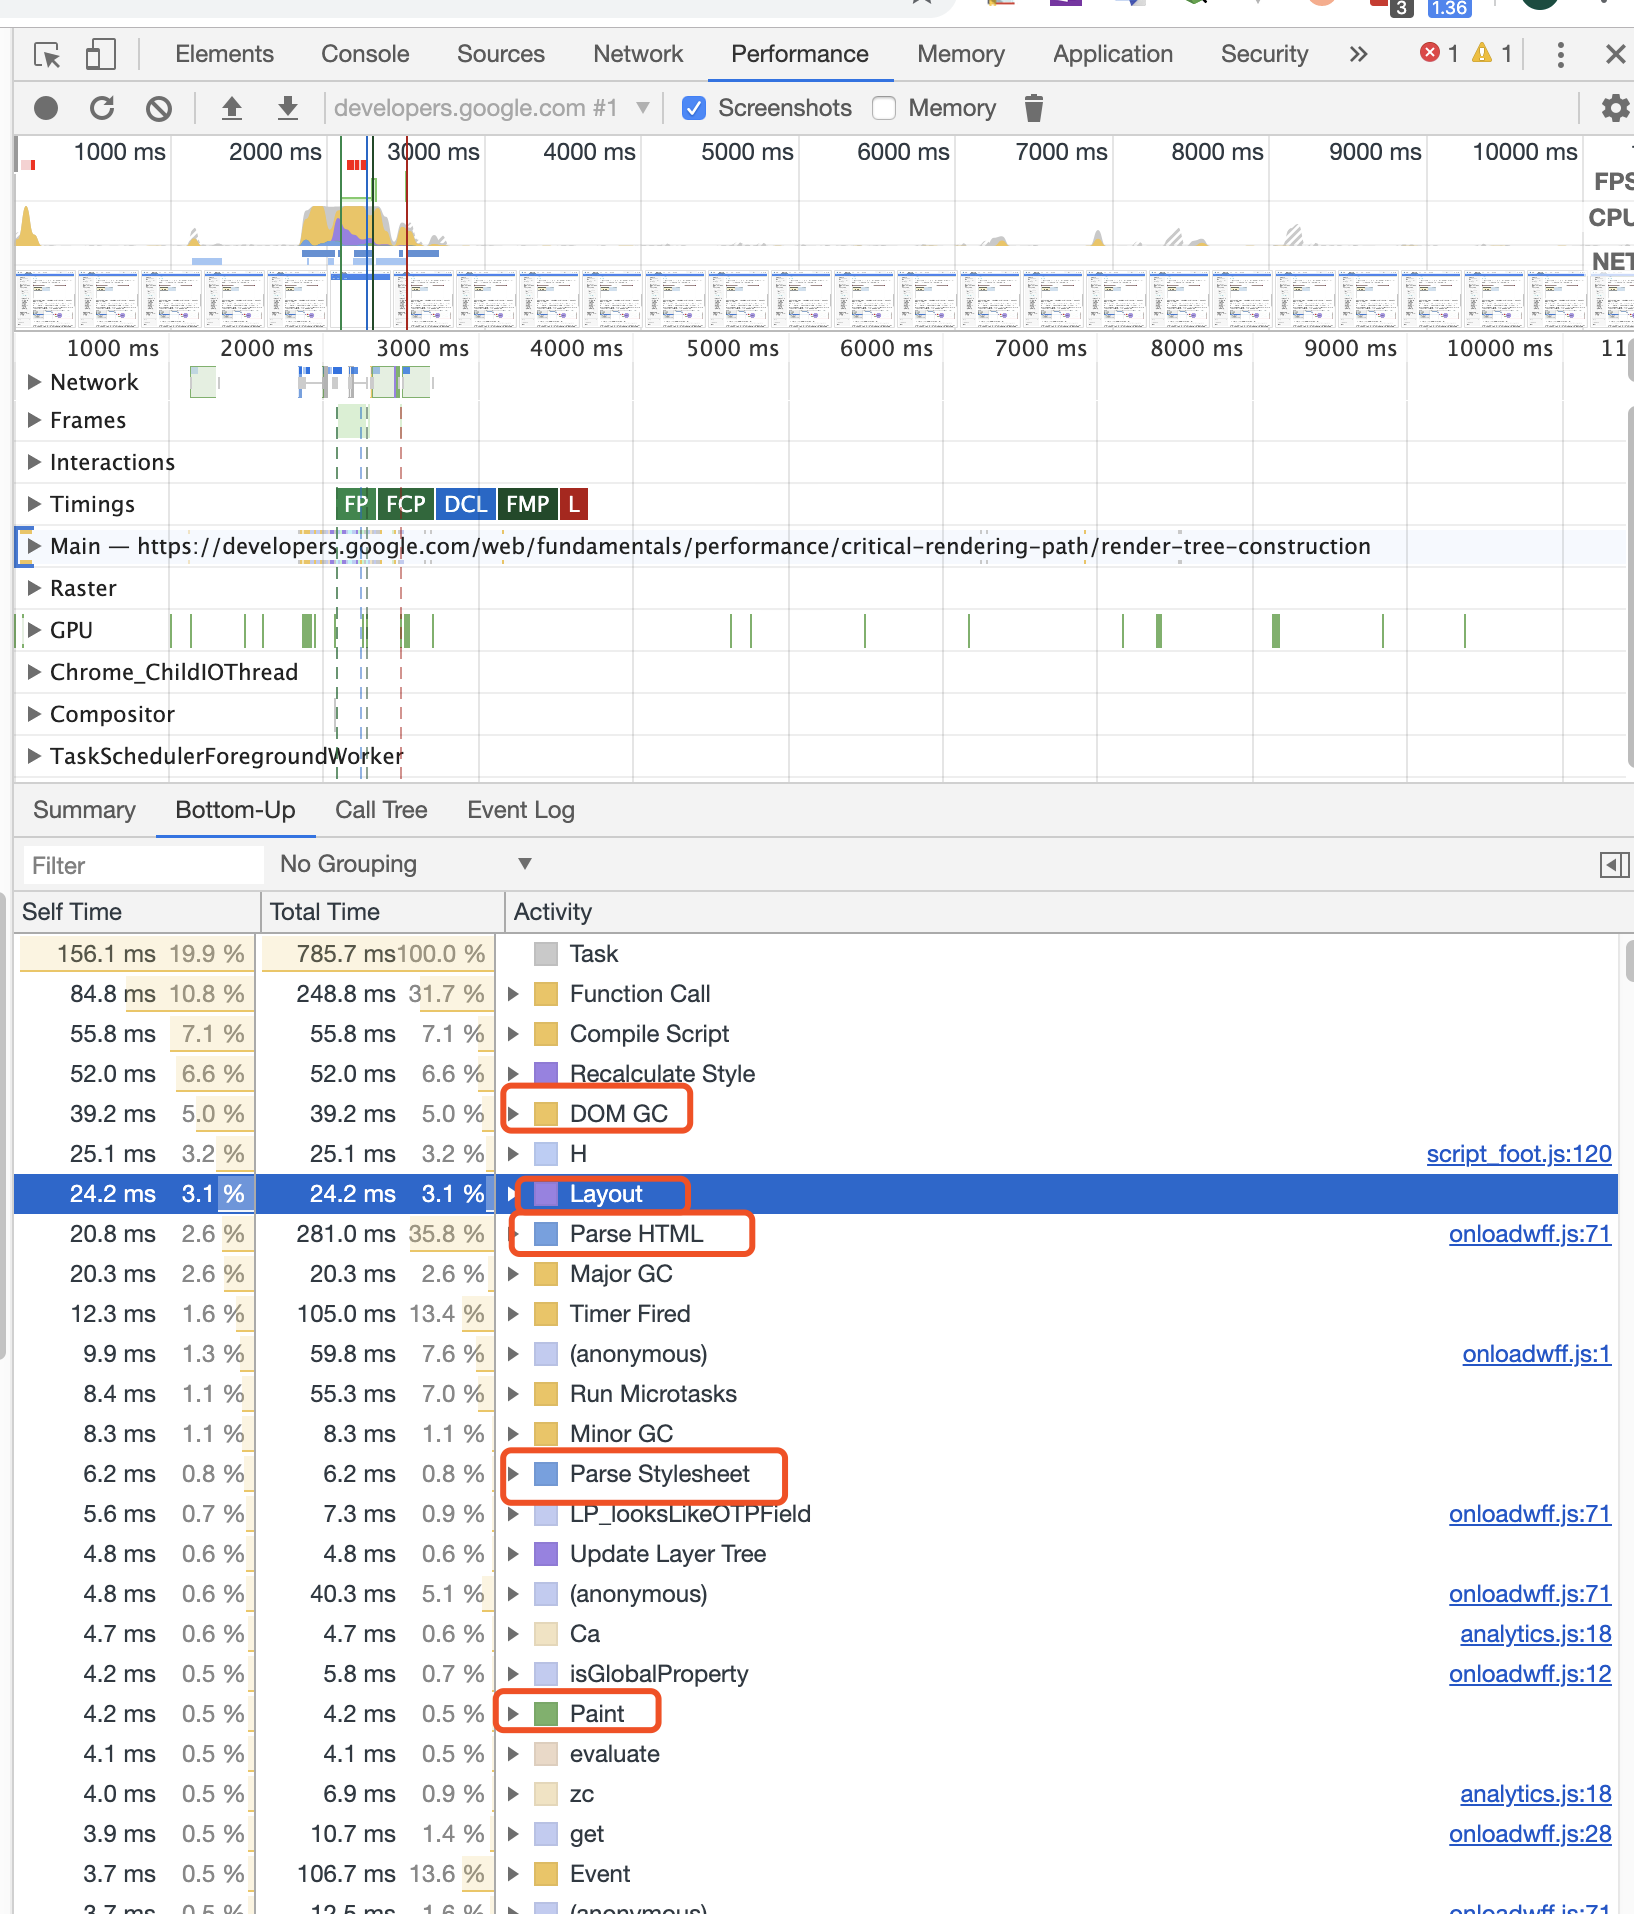 3 1.36
Elements Console Sources Network Performance Memory Application Security » 1 1
developers.google.com #1 Screenshots Memory
1000 ms 2000 ms 3000 ms 4000 ms 5000 ms 6000 ms 7000 ms 8000 ms 9000 ms 10000 ms
FPS
CPU
NET
1000 ms 2000 ms 3000 ms 4000 ms 5000 ms 6000 ms 7000 ms 8000 ms 9000 ms 10000 ms 11
Network
Frames
Interactions
Timings FP FCP DCL FMP L
Main — https://developers.google.com/web/fundamentals/performance/critical-rendering-path/render-tree-construction
Raster
GPU
Chrome_ChildIOThread
Compositor
TaskSchedulerForegroundWorker
Summary Bottom-Up Call Tree Event Log
Filter No Grouping
Self Time Total Time Activity
156.1 ms 19.9 % 785.7 ms 100.0 % Task
84.8 ms 10.8 % 248.8 ms 31.7 % Function Call
55.8 ms 7.1 % 55.8 ms 7.1 % Compile Script
52.0 ms 6.6 % 52.0 ms 6.6 % Recalculate Style
39.2 ms 5.0 % 39.2 ms 5.0 % DOM GC
25.1 ms 3.2 % 25.1 ms 3.2 % H script_foot.js:120
24.2 ms 3.1 % 24.2 ms 3.1 % Layout
20.8 ms 2.6 % 281.0 ms 35.8 % Parse HTML onloadwff.js:71
20.3 ms 2.6 % 20.3 ms 2.6 % Major GC
12.3 ms 1.6 % 105.0 ms 13.4 % Timer Fired
9.9 ms 1.3 % 59.8 ms 7.6 % (anonymous) onloadwff.js:1
8.4 ms 1.1 % 55.3 ms 7.0 % Run Microtasks
8.3 ms 1.1 % 8.3 ms 1.1 % Minor GC
6.2 ms 0.8 % 6.2 ms 0.8 % Parse Stylesheet
5.6 ms 0.7 % 7.3 ms 0.9 % LP_looksLikeOTPField onloadwff.js:71
4.8 ms 0.6 % 4.8 ms 0.6 % Update Layer Tree
4.8 ms 0.6 % 40.3 ms 5.1 % (anonymous) onloadwff.js:71
4.7 ms 0.6 % 4.7 ms 0.6 % Ca analytics.js:18
4.2 ms 0.5 % 5.8 ms 0.7 % isGlobalProperty onloadwff.js:12
4.2 ms 0.5 % 4.2 ms 0.5 % Paint
4.1 ms 0.5 % 4.1 ms 0.5 % evaluate
4.0 ms 0.5 % 6.9 ms 0.9 % zc analytics.js:18
3.9 ms 0.5 % 10.7 ms 1.4 % get onloadwff.js:28
3.7 ms 0.5 % 106.7 ms 13.6 % Event
3.7 ms 0.5 % 12.5 ms 1.6 % (anonymous) onloadwff.js:71